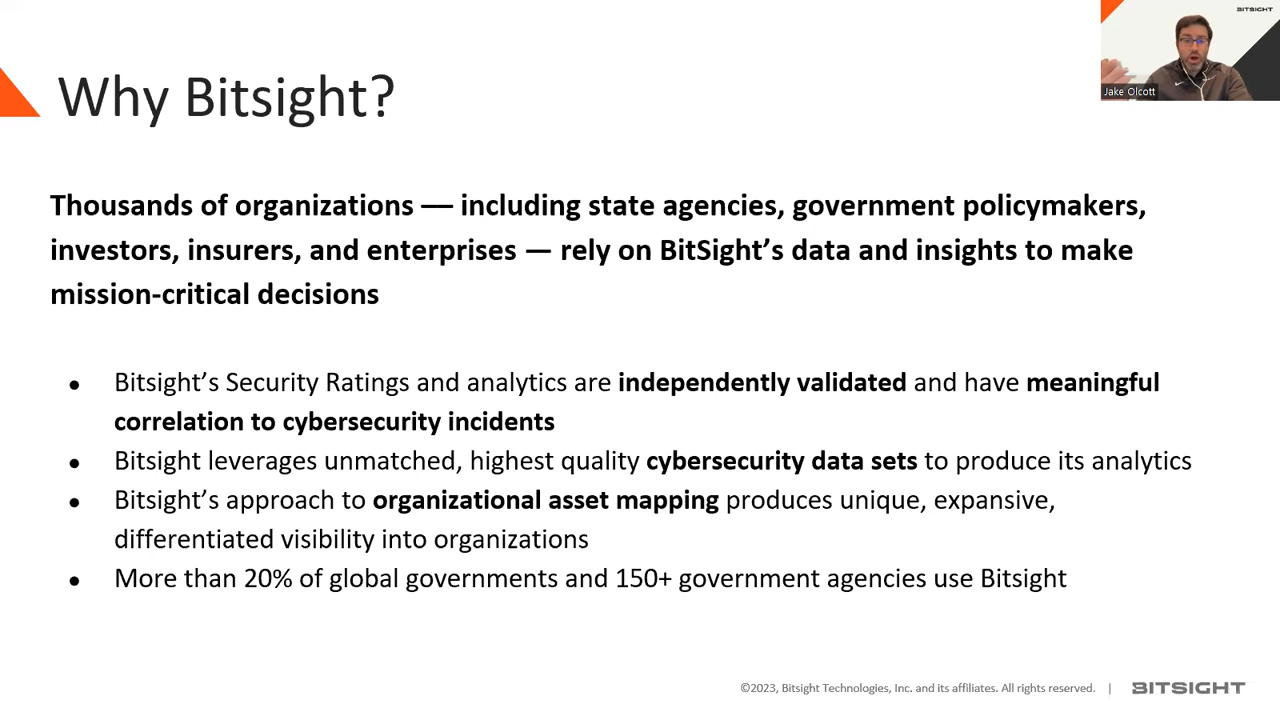 BITSIGHT
Jake Olcott
Why Bitsight?
Thousands of organizations — including state agencies, government policymakers,
investors, insurers, and enterprises — rely on BitSight’s data and insights to make
mission-critical decisions
● Bitsight’s Security Ratings and analytics are independently validated and have meaningful
correlation to cybersecurity incidents
● Bitsight leverages unmatched, highest quality cybersecurity data sets to produce its analytics
● Bitsight’s approach to organizational asset mapping produces unique, expansive,
differentiated visibility into organizations
● More than 20% of global governments and 150+ government agencies use Bitsight
©2023, Bitsight Technologies, Inc. and its affiliates. All rights reserved. | BITSIGHT